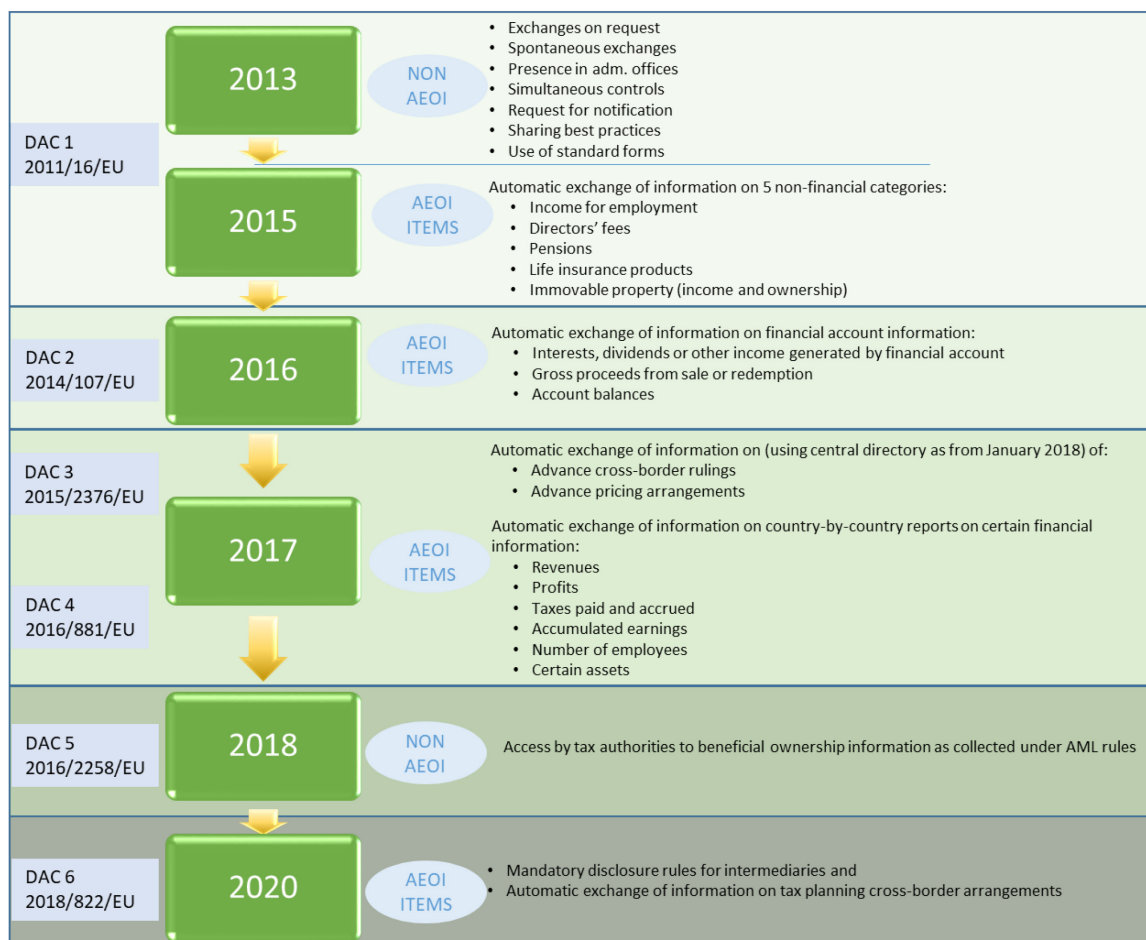 DAC 1
2011/16/EU
2013
NON
AEOI
• Exchanges on request
• Spontaneous exchanges
• Presence in adm. offices
• Simultaneous controls
• Request for notification
• Sharing best practices
• Use of standard forms
2015
AEOI
ITEMS
Automatic exchange of information on 5 non-financial categories:
• Income for employment
• Directors' fees
• Pensions
• Life insurance products
• Immovable property (income and ownership)
DAC 2
2014/107/EU
2016
AEOI
ITEMS
Automatic exchange of information on financial account information:
• Interests, dividends or other income generated by financial account
• Gross proceeds from sale or redemption
• Account balances
DAC 3
2015/2376/EU
DAC 4
2016/881/EU
2017
AEOI
ITEMS
Automatic exchange of information on (using central directory as from January 2018) of:
• Advance cross-border rulings
• Advance pricing arrangements
Automatic exchange of information on country-by-country reports on certain financial
information:
• Revenues
• Profits
• Taxes paid and accrued
• Accumulated earnings
• Number of employees
• Certain assets
DAC 5
2016/2258/EU
2018
NON
AEOI
Access by tax authorities to beneficial ownership information as collected under AML rules
DAC 6
2018/822/EU
2020
AEOI
ITEMS
• Mandatory disclosure rules for intermediaries and
• Automatic exchange of information on tax planning cross-border arrangements